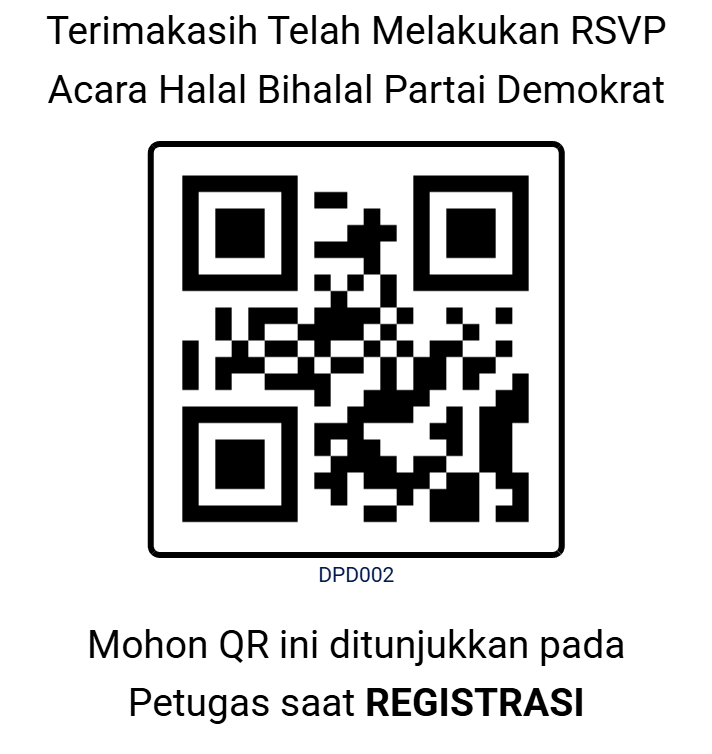 Terimakasih Telah Melakukan RSVP
Acara Halal Bihalal Partai Demokrat
DPD002
Mohon QR ini ditunjukkan pada
Petugas saat REGISTRASI